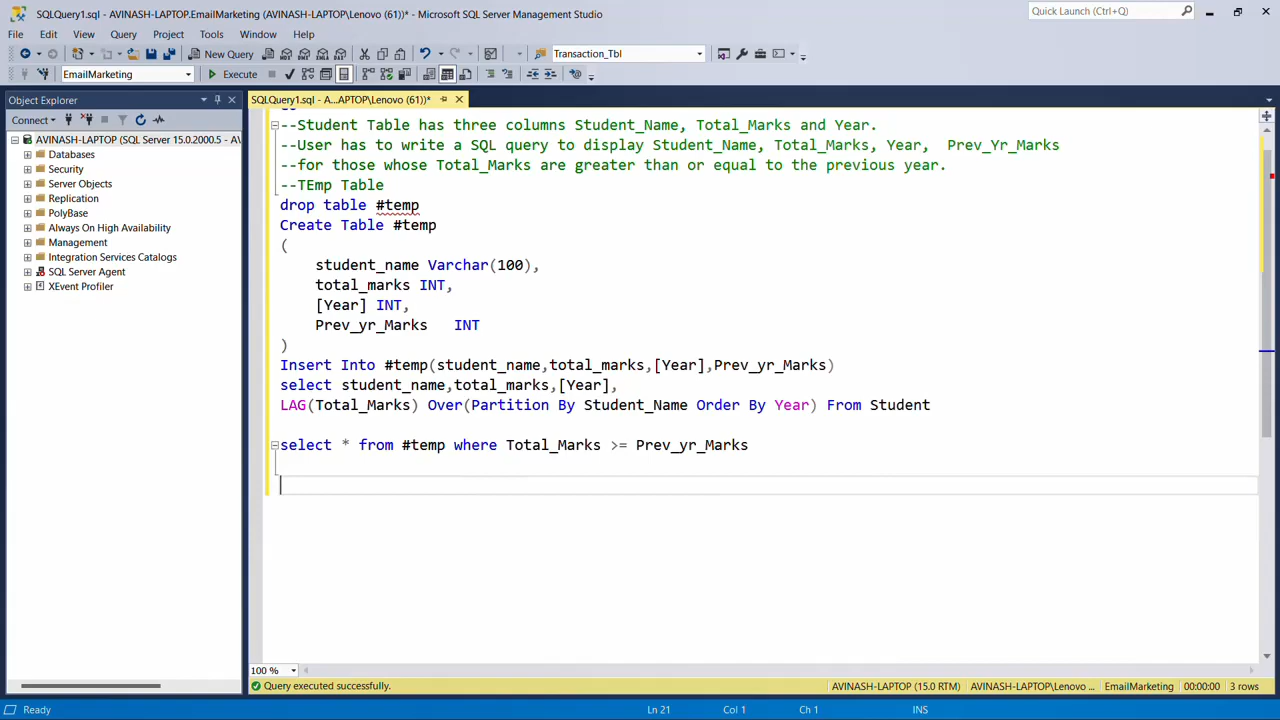 SQLQuery1.sql - AVINASH-LAPTOP.EmailMarketing (AVINASH-LAPTOP\Lenovo (61))* - Microsoft SQL Server Management Studio
Quick Launch (Ctrl+Q)
File Edit View Query Project Tools Window Help
New Query Transaction_Tbl
EmailMarketing Execute
Object Explorer
SQLQuery1.sql - A...APTOP\Lenovo (61))*
Connect
AVINASH-LAPTOP (SQL Server 15.0.2000.5 - AV
Databases
Security
Server Objects
Replication
PolyBase
Always On High Availability
Management
Integration Services Catalogs
SQL Server Agent
XEvent Profiler
--Student Table has three columns Student_Name, Total_Marks and Year.
--User has to write a SQL query to display Student_Name, Total_Marks, Year,  Prev_Yr_Marks
--for those whose Total_Marks are greater than or equal to the previous year.
--TEmp Table
drop table #temp
Create Table #temp
(
student_name Varchar(100),
total_marks INT,
[Year] INT,
Prev_yr_Marks   INT
)
Insert Into #temp(student_name,total_marks,[Year],Prev_yr_Marks)
select student_name,total_marks,[Year],
LAG(Total_Marks) Over(Partition By Student_Name Order By Year) From Student
select * from #temp where Total_Marks >= Prev_yr_Marks
100 %
Query executed successfully. AVINASH-LAPTOP (15.0 RTM) AVINASH-LAPTOP\Lenovo ... EmailMarketing 00:00:00 3 rows
Ready Ln 21 Col 1 Ch 1 INS